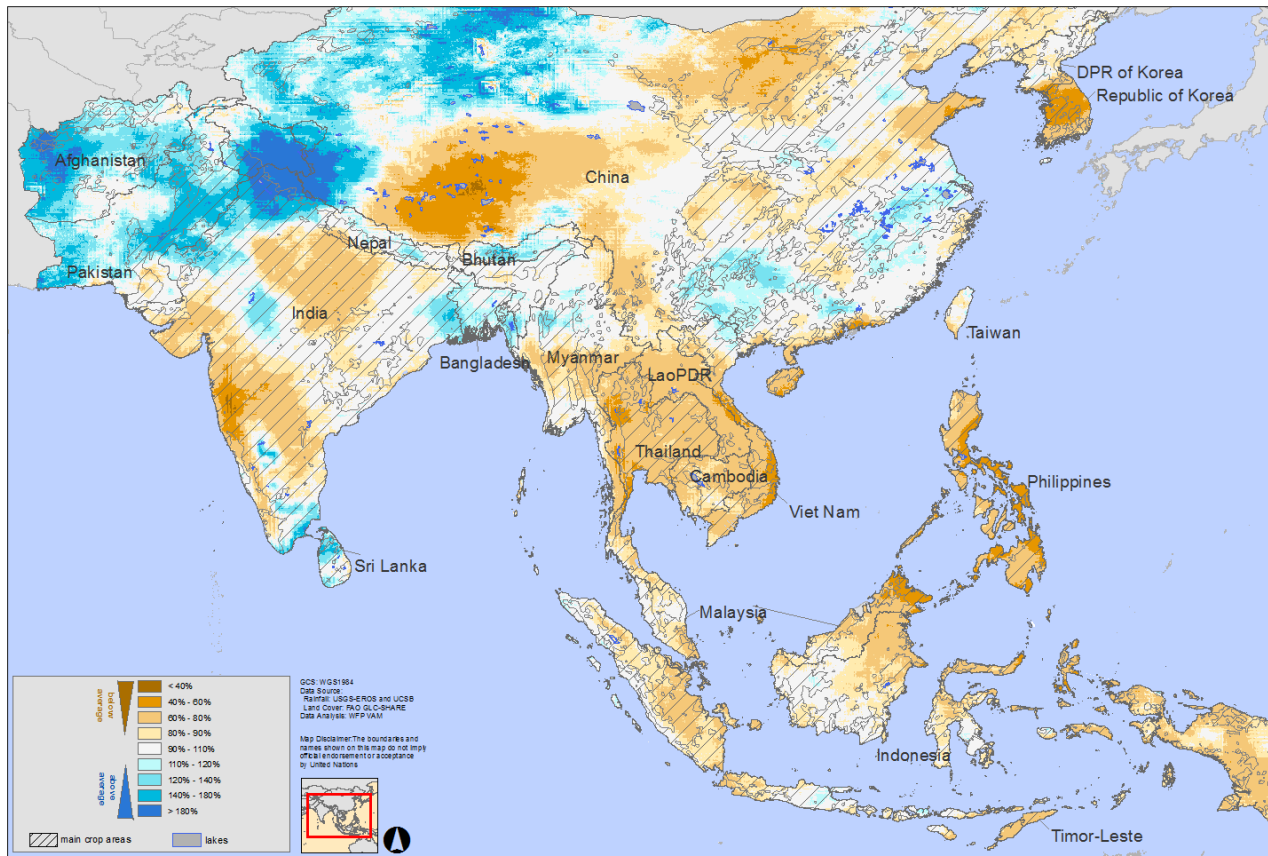 DPR of Korea
Republic of Korea
Afghanistan
China
Nepal
Bhutan
Pakistan
India
Taiwan
Bangladesh
Myanmar
LaoPDR
Thailand
Cambodia
Philippines
Viet Nam
Sri Lanka
Malaysia
Indonesia
Timor-Leste
below
average
< 40%
40% - 60%
60% - 80%
80% - 90%
90% - 110%
110% - 120%
120% - 140%
140% - 180%
> 180%
above
average
main crop areas
lakes
GCS: WGS1984
Data Source:
Rainfall: USGS-EROS and UCSB
Land Cover: FAO GLC-SHARE
Data Analysis: WFP VAM
Map Disclaimer:The boundaries and
names shown on this map do not imply
official endorsement or acceptance
by United Nations